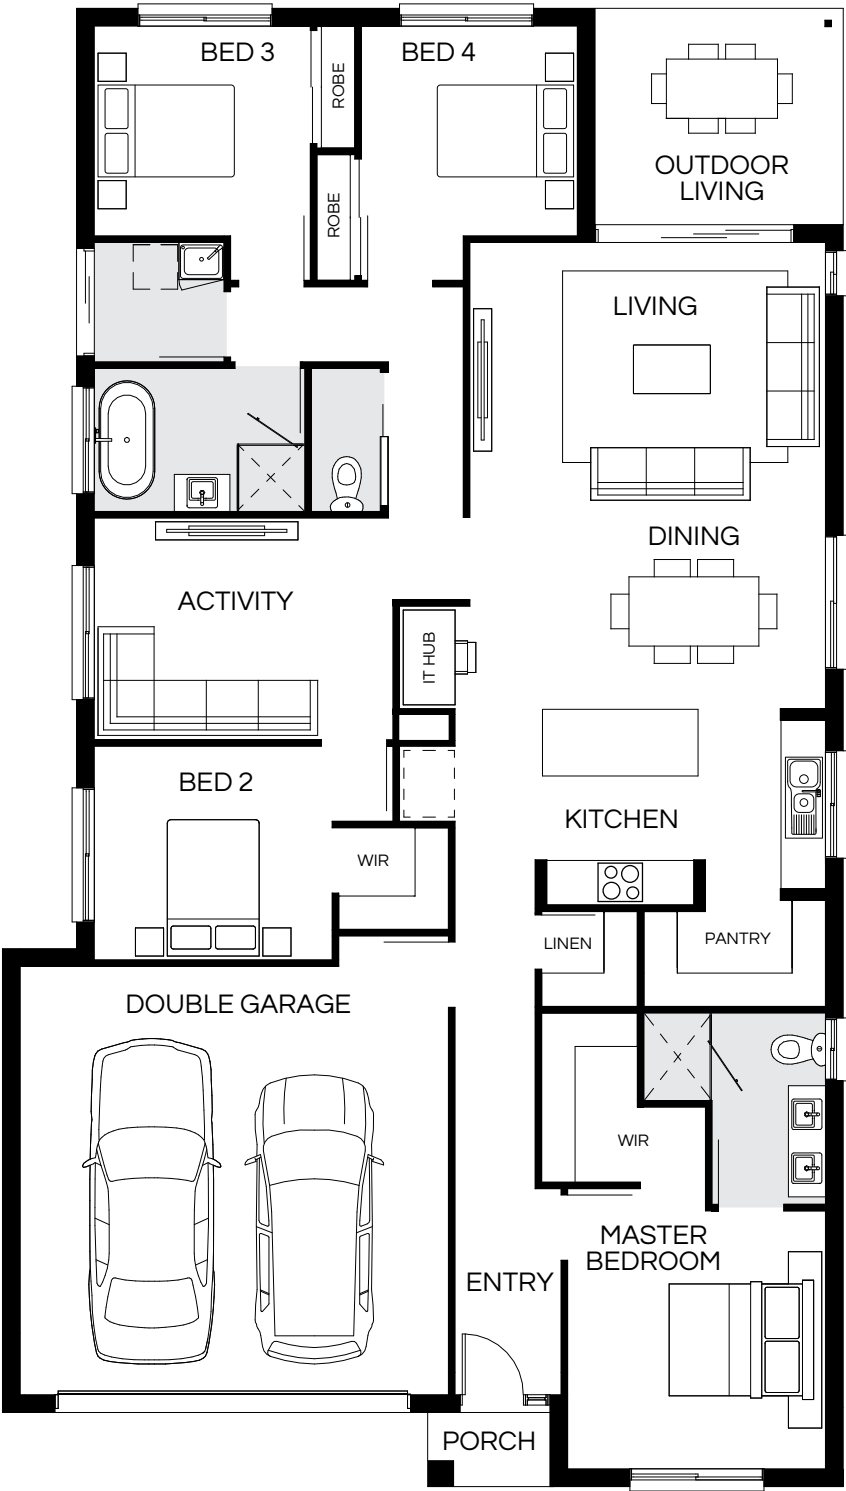 BED 3
ROBE
BED 4
ROBE
OUTDOOR
LIVING
LIVING
DINING
ACTIVITY
IT HUB
BED 2
KITCHEN
WIR
LINEN
PANTRY
DOUBLE GARAGE
WIR
MASTER
BEDROOM
ENTRY
PORCH